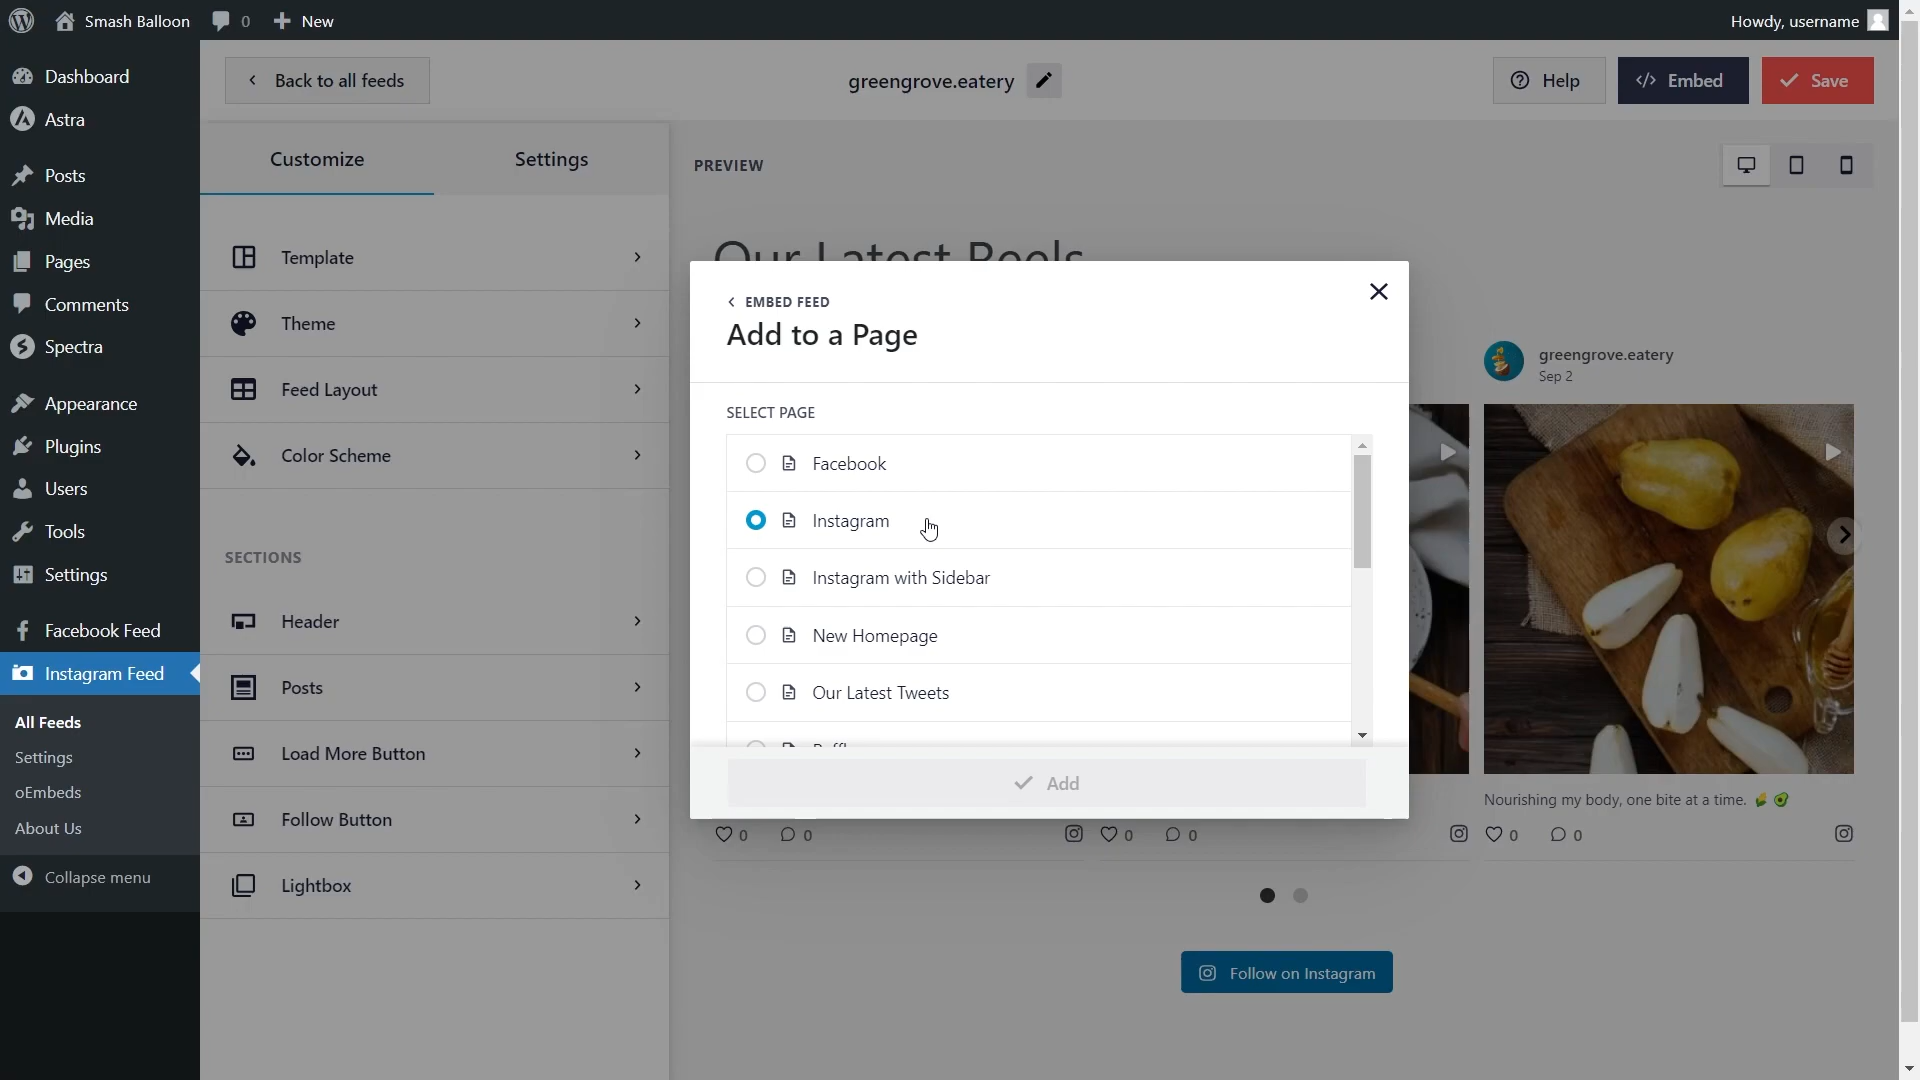 Smash Balloon 0 New Howdy, username
Dashboard
Astra
Posts
Media
Pages
Comments
Spectra
Appearance
Plugins
Users
Tools
Settings
Facebook Feed
Instagram Feed
All Feeds
Settings
oEmbeds
About Us
Collapse menu
Back to all feeds greengrove.eatery Help Embed Save
Customize Settings
Template
Theme
Feed Layout
Color Scheme
SECTIONS
Header
Posts
Load More Button
Follow Button
Lightbox
PREVIEW
Our Latest Reels
EMBED FEED
Add to a Page
SELECT PAGE
Facebook
Instagram
Instagram with Sidebar
New Homepage
Our Latest Tweets
Add
greengrove.eatery
Sep 2
Nourishing my body, one bite at a time.
0 0 0 0 0 0
Follow on Instagram